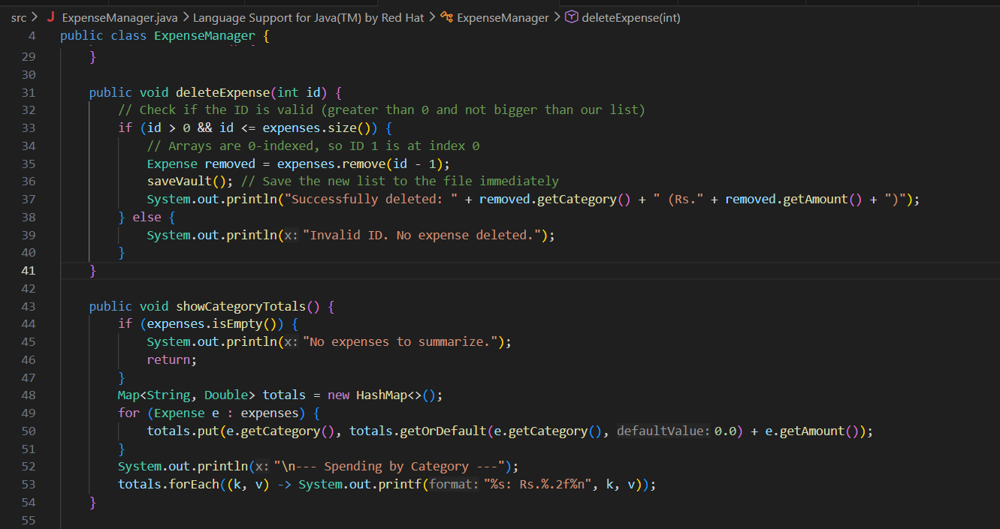 src > J ExpenseManager.java > Language Support for Java(TM) by Red Hat > ExpenseManager > deleteExpense(int)
4 public class ExpenseManager {
29     }
30
31     public void deleteExpense(int id) {
32         // Check if the ID is valid (greater than 0 and not bigger than our list)
33         if (id > 0 && id <= expenses.size()) {
34             // Arrays are 0-indexed, so ID 1 is at index 0
35             Expense removed = expenses.remove(id - 1);
36             saveVault(); // Save the new list to the file immediately
37             System.out.println("Successfully deleted: " + removed.getCategory() + " (Rs." + removed.getAmount() + ")");
38         } else {
39             System.out.println(x: "Invalid ID. No expense deleted.");
40         }
41     }
42
43     public void showCategoryTotals() {
44         if (expenses.isEmpty()) {
45             System.out.println(x: "No expenses to summarize.");
46             return;
47         }
48         Map<String, Double> totals = new HashMap<>();
49         for (Expense e : expenses) {
50             totals.put(e.getCategory(), totals.getOrDefault(e.getCategory(), defaultValue: 0.0) + e.getAmount());
51         }
52         System.out.println(x: "\n--- Spending by Category ---");
53         totals.forEach((k, v) -> System.out.printf(format: "%s: Rs.%.2f%n", k, v));
54     }
55